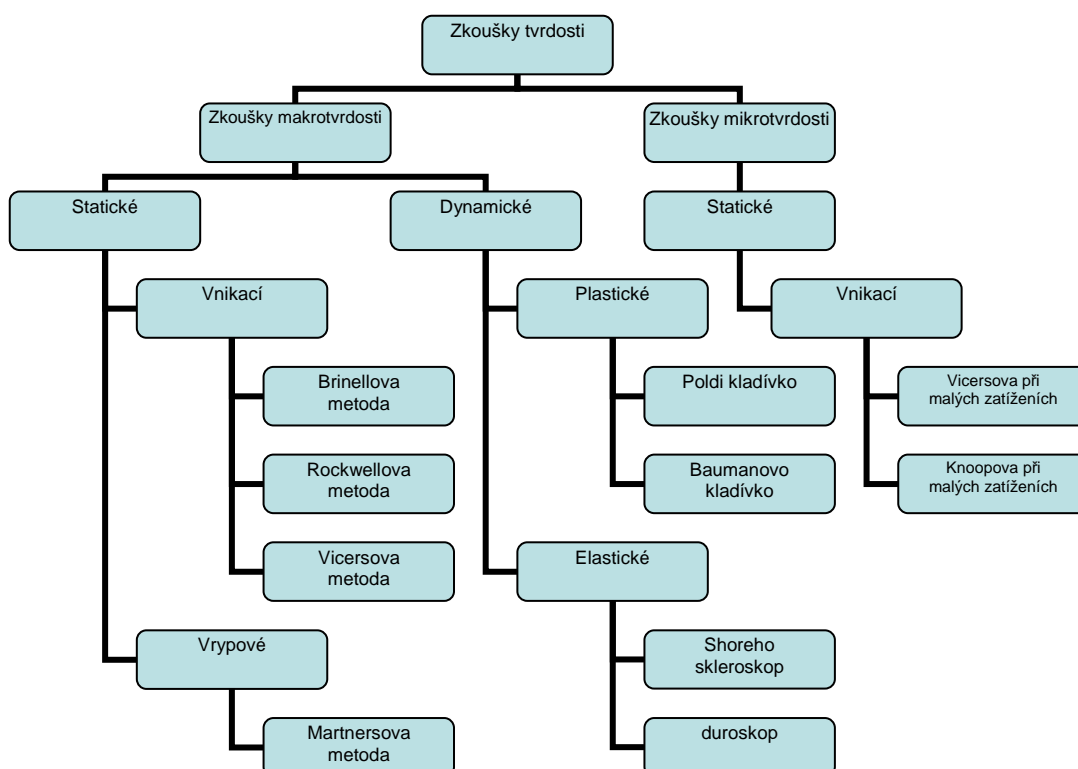 Zkoušky tvrdosti
Zkoušky makrotvrdosti
Zkoušky mikrotvrdosti
Statické
Dynamické
Statické
Vnikací
Plastické
Vnikací
Brinellova
metoda
Poldi kladívko
Vicersova při
malých zatíženích
Rockwellova
metoda
Baumanovo
kladívko
Knoopova při
malých zatíženích
Vicersova
metoda
Elastické
Vrypové
Shoreho
skleroskop
Martnersova
metoda
duroskop